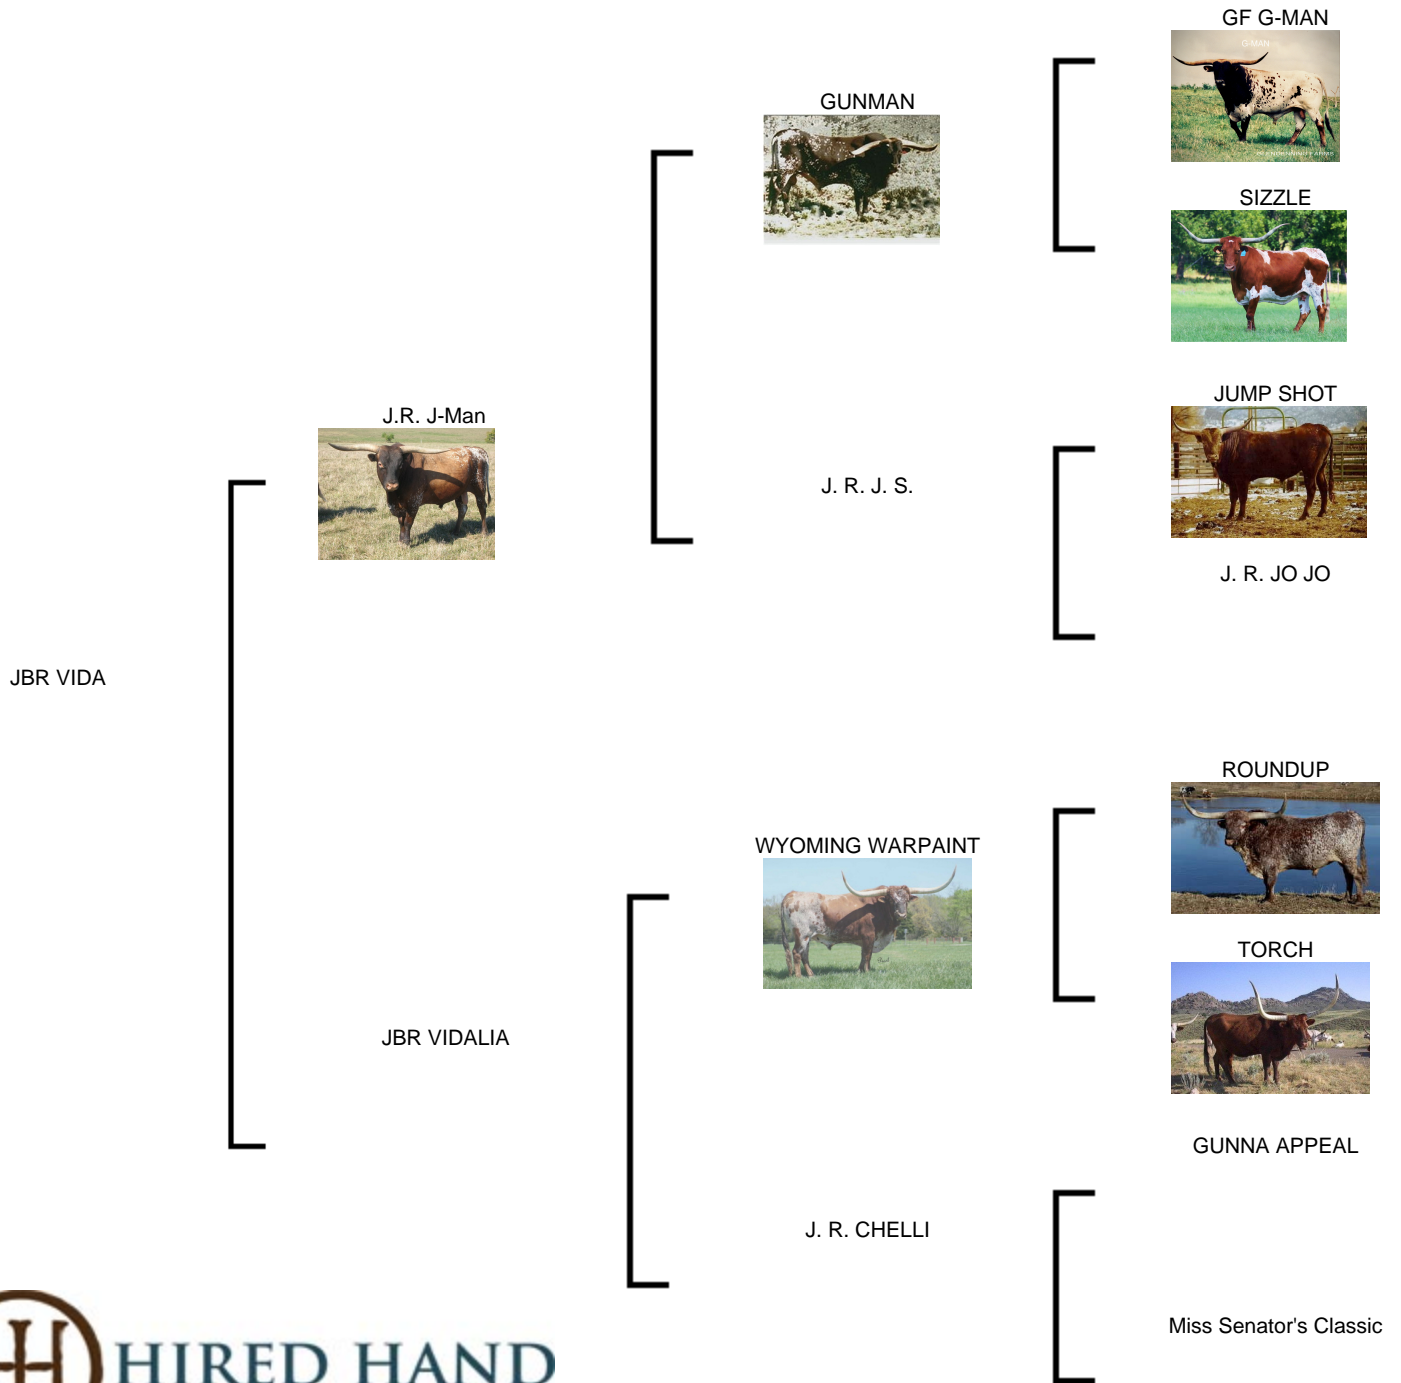 GF G-MAN
G-MAN
GUNMAN
SIZZLE
JUMP SHOT
J.R. J-Man
J. R. J. S.
J. R. JO JO
JBR VIDA
ROUNDUP
WYOMING WARPAINT
TORCH
JBR VIDALIA
GUNNA APPEAL
J. R. CHELLI
Miss Senator's Classic
HIRED HAND